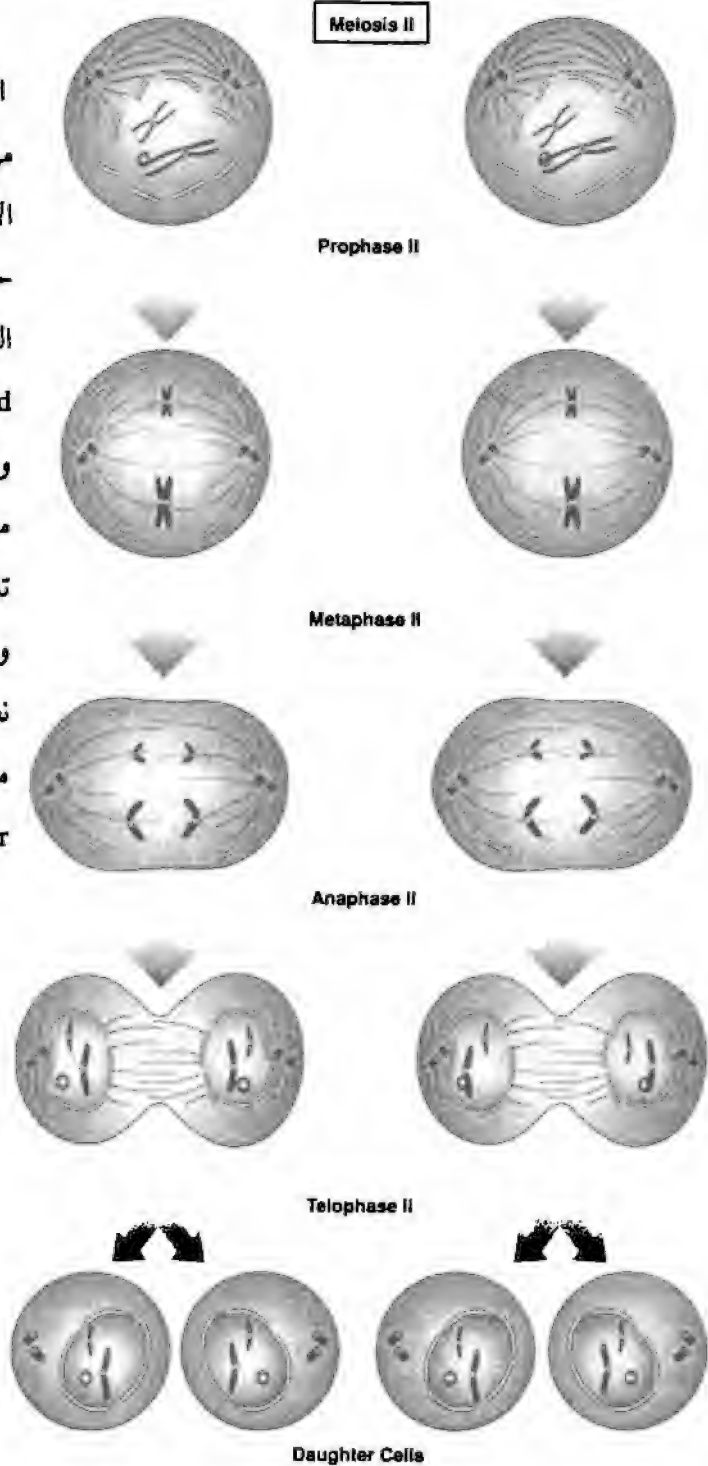 Meiosis II
Prophase II
Metaphase II
Anaphase II
Telophase II
Daughter Cells